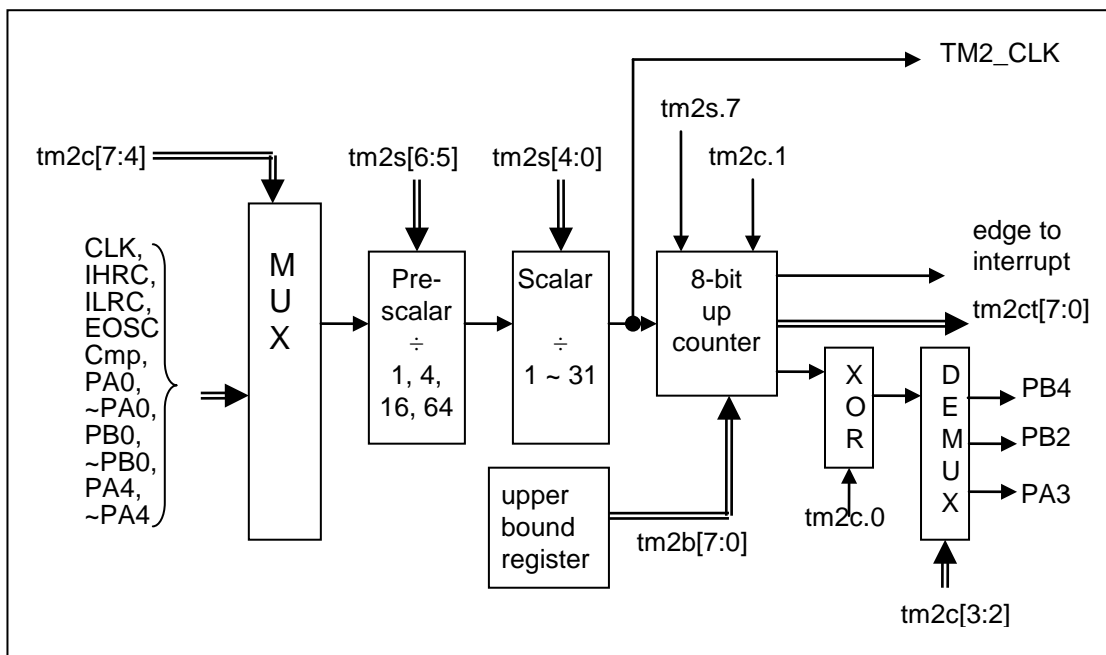 TM2_CLK
tm2s.7
tm2c[7:4]
tm2s[6:5]
tm2s[4:0]
tm2c.1
CLK,
IHRC,
ILRC,
EOSC
Cmp,
PA0,
~PA0,
PB0,
~PB0,
PA4,
~PA4
M
U
X
Pre-
scalar
÷
1, 4,
16, 64
Scalar
÷
1 ~ 31
8-bit
up
counter
edge to
interrupt
tm2ct[7:0]
X
O
R
D
E
M
U
X
PB4
PB2
PA3
upper
bound
register
tm2b[7:0]
tm2c.0
tm2c[3:2]